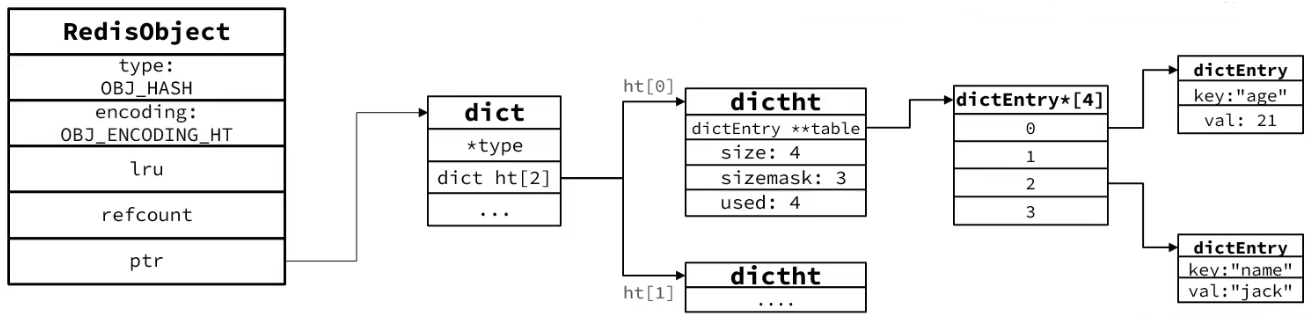 RedisObject
type:
OBJ_HASH
encoding:
OBJ_ENCODING_HT
lru
refcount
ptr
dict
*type
dict ht[2]
...
ht[0]
dictht
dictEntry **table
size: 4
sizemask: 3
used: 4
ht[1]
dictht
....
dictEntry*[4]
0
1
2
3
dictEntry
key:"age"
val: 21
dictEntry
key:"name"
val:"jack"